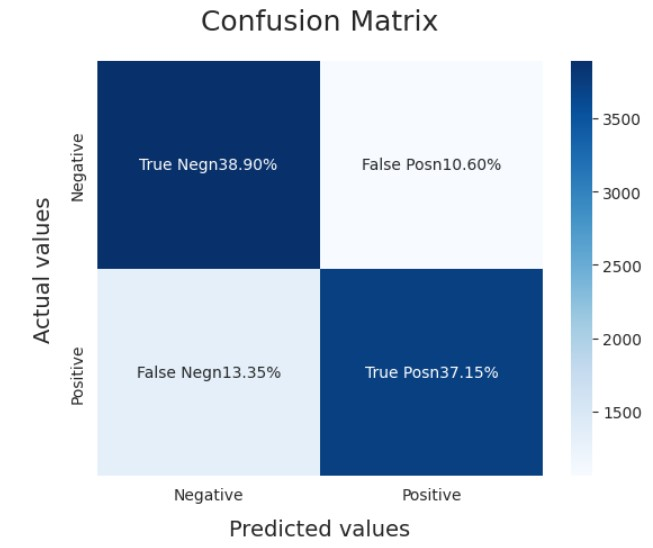 Confusion Matrix
True Negn38.90%
False Posn10.60%
False Negn13.35%
True Posn37.15%
Negative
Positive
Actual values
Negative
Positive
Predicted values
3500
3000
2500
2000
1500